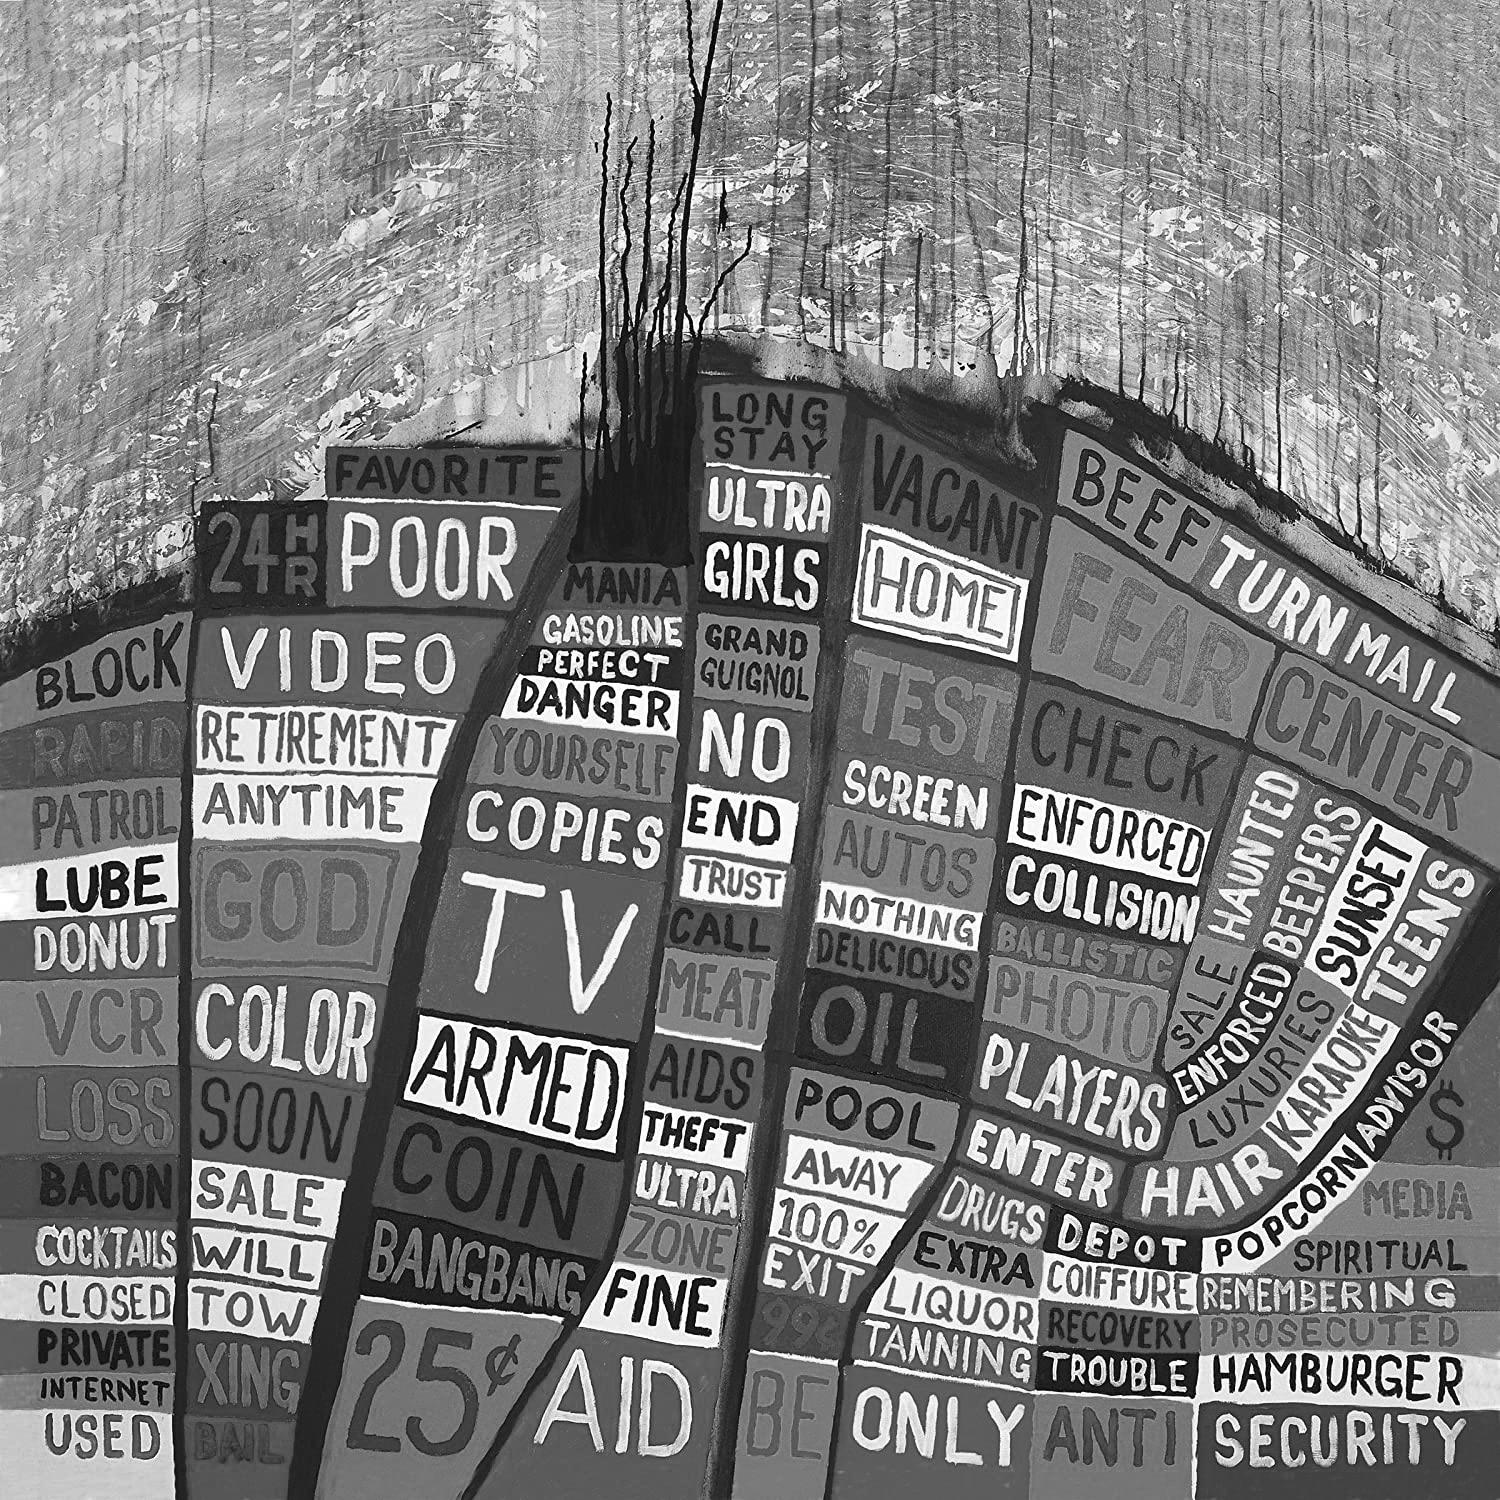 BLOCK
RAPID
PATROL
LUBE
DONUT
VCR
LOSS
BACON
COCKTAILS
CLOSED
PRIVATE
INTERNET
USED
24HR
FAVORITE
POOR
VIDEO
RETIREMENT
ANYTIME
GOD
COLOR
SOON
SALE
WILL
TOW
XING
BAIL
MANIA
GASOLINE
PERFECT
DANGER
YOURSELF
COPIES
TV
ARMED
COIN
BANGBANG
25¢
LONG
STAY
ULTRA
GIRLS
GRAND
GUIGNOL
NO
END
TRUST
CALL
MEAT
AIDS
THEFT
ULTRA
ZONE
FINE
AID
VACANT
HOME
TEST
SCREEN
AUTOS
NOTHING
DELICIOUS
OIL
POOL
AWAY
100%
EXIT
99¢
BE
BEEF
TURN MAIL
FEAR
CENTER
CHECK
ENFORCED
COLLISION
BALLISTIC
PHOTO
PLAYERS
ENTER
SALE HAUNTED
ENFORCED BEEPERS
LUXURIES SUNSET
HAIR KARAOKE TEENS
POPCORN ADVISOR
DRUGS
EXTRA
LIQUOR
TANNING
ONLY
DEPOT
COIFFURE
RECOVERY
TROUBLE
ANTI
$
MEDIA
SPIRITUAL
REMEMBERING
PROSECUTED
HAMBURGER
SECURITY